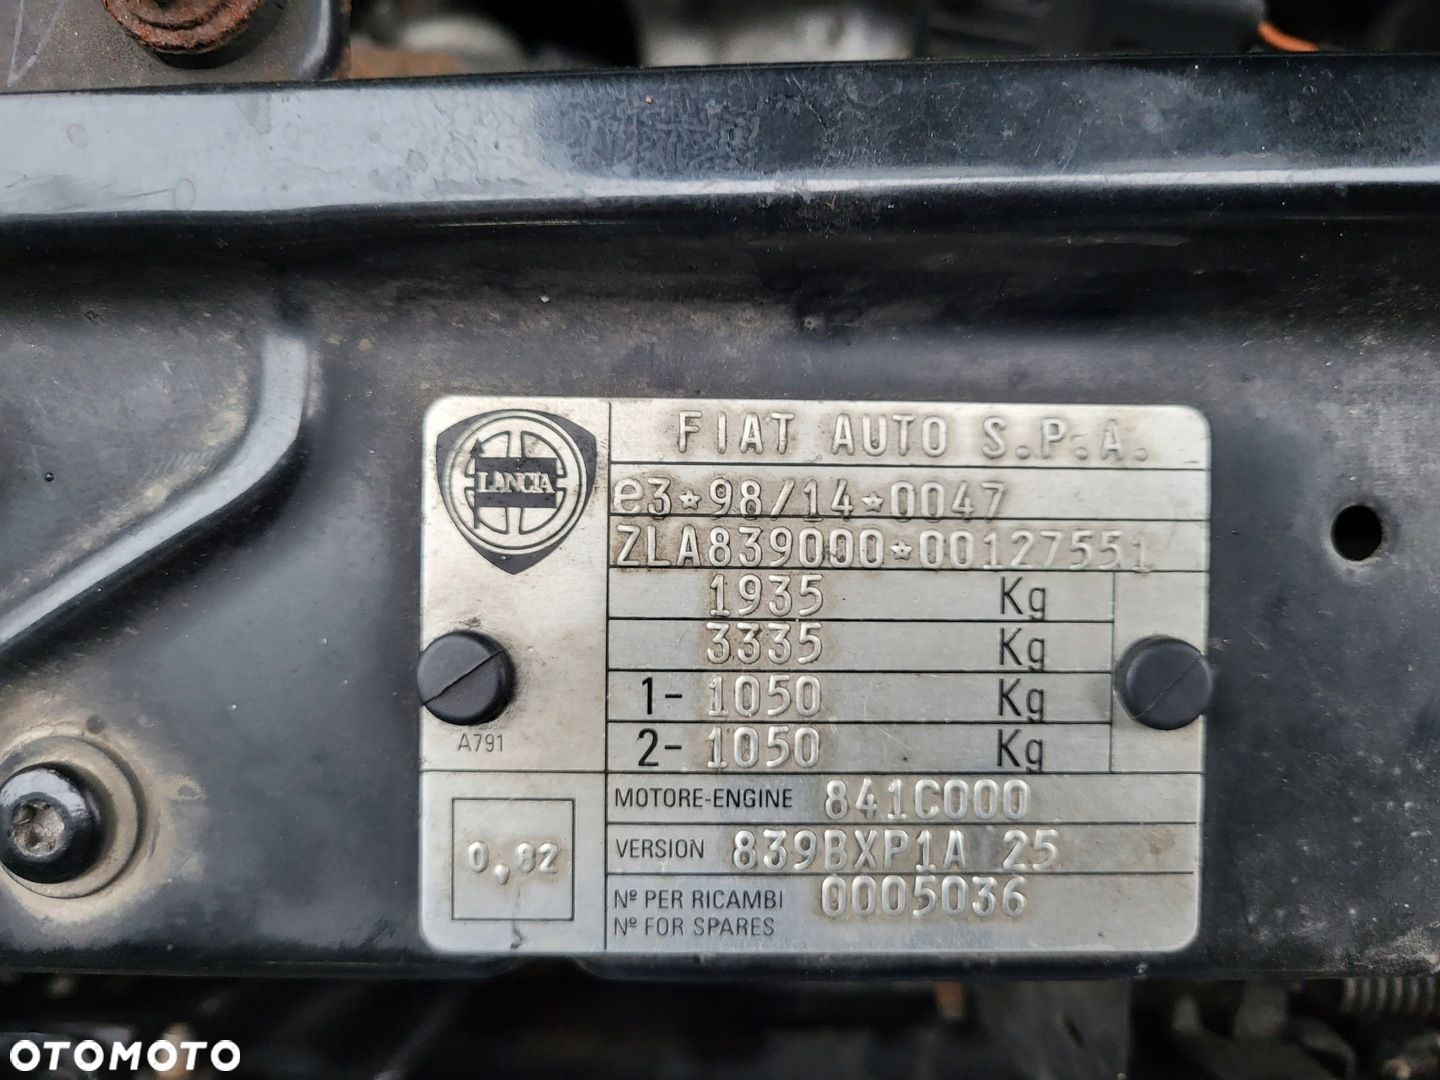 FIAT AUTO S.P.A.
LANCIA
e3*98/14*0047
ZLA839000*00127551
1935 Kg
3335 Kg
1- 1050 Kg
2- 1050 Kg
A791
MOTORE-ENGINE 841C000
VERSION 839BXP1A 25
0,82
Nº PER RICAMBI 0005036
Nº FOR SPARES
OTOMOTO